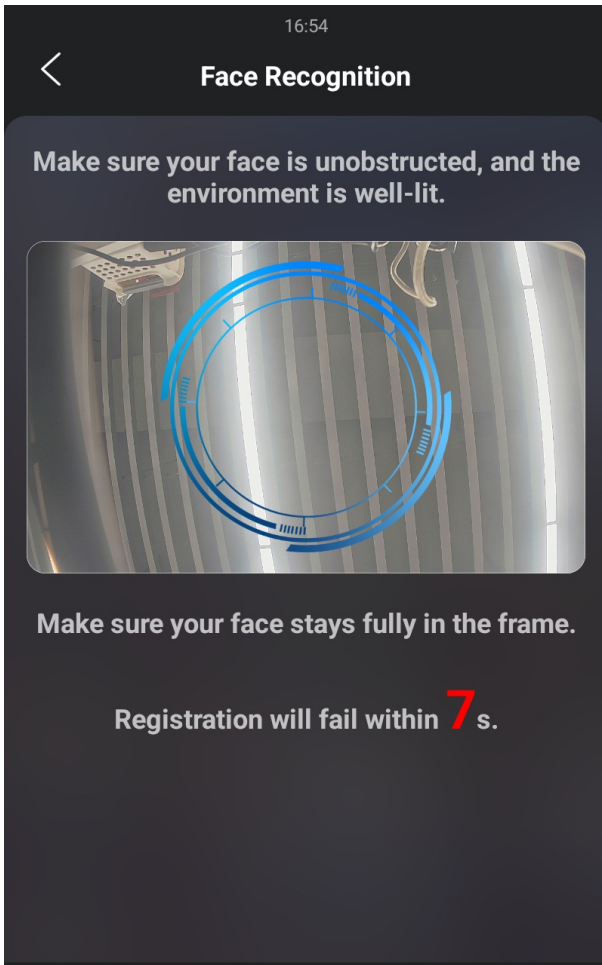 16:54
Face Recognition
Make sure your face is unobstructed, and the
environment is well-lit.
Make sure your face stays fully in the frame.
Registration will fail within 7 s.